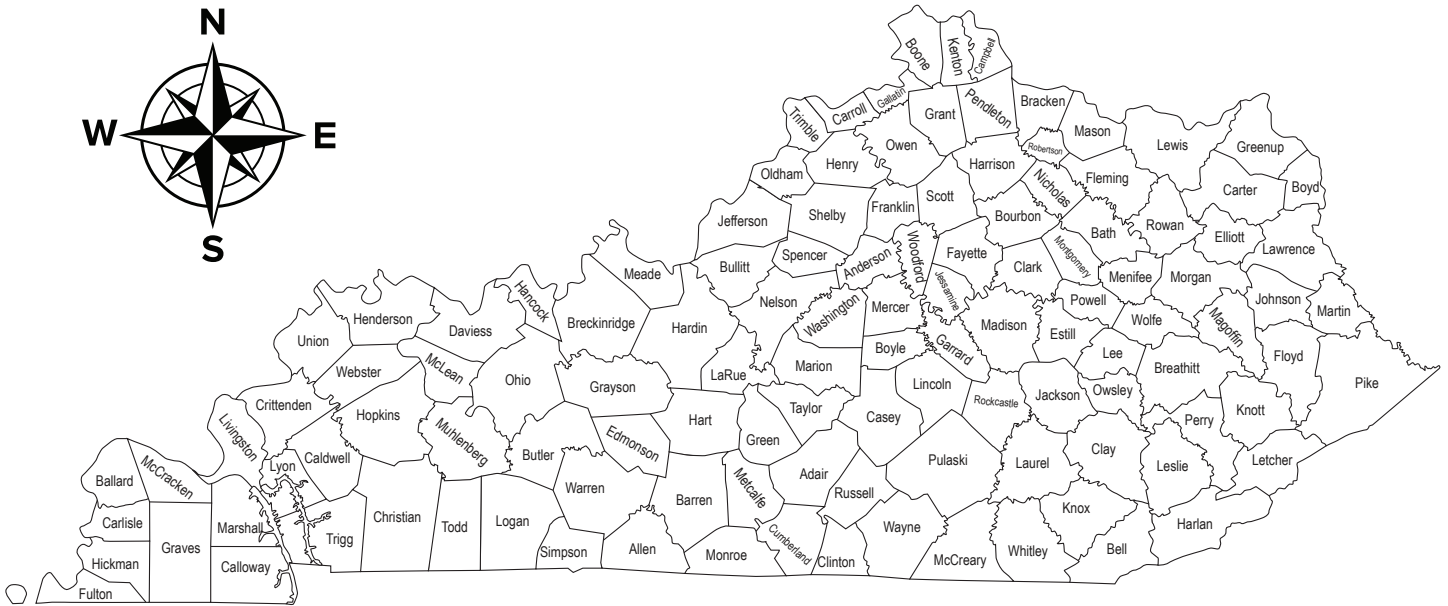 N
W
E
S
Boone
Kenton
Campbell
Gallatin
Carroll
Trimble
Grant
Pendleton
Bracken
Mason
Robertson
Lewis
Greenup
Owen
Henry
Oldham
Harrison
Nicholas
Fleming
Carter
Boyd
Jefferson
Shelby
Franklin
Scott
Bourbon
Bath
Rowan
Elliott
Lawrence
Bullitt
Spencer
Anderson
Woodford
Fayette
Clark
Montgomery
Menifee
Morgan
Meade
Hancock
Breckinridge
Hardin
Nelson
Washington
Mercer
Jessamine
Madison
Powell
Estill
Wolfe
Magoffin
Johnson
Martin
Henderson
Daviess
Union
Webster
McLean
Ohio
Grayson
LaRue
Marion
Boyle
Garrard
Lincoln
Lee
Owsley
Breathitt
Floyd
Pike
Crittenden
Livingston
Hopkins
Muhlenberg
Butler
Edmonson
Hart
Green
Taylor
Casey
Rockcastle
Jackson
Perry
Knott
Ballard
McCracken
Lyon
Caldwell
Warren
Barren
Metcalfe
Adair
Russell
Pulaski
Laurel
Clay
Leslie
Letcher
Carlisle
Graves
Marshall
Trigg
Christian
Todd
Logan
Simpson
Allen
Monroe
Cumberland
Clinton
Wayne
McCreary
Whitley
Knox
Bell
Harlan
Hickman
Fulton
Calloway